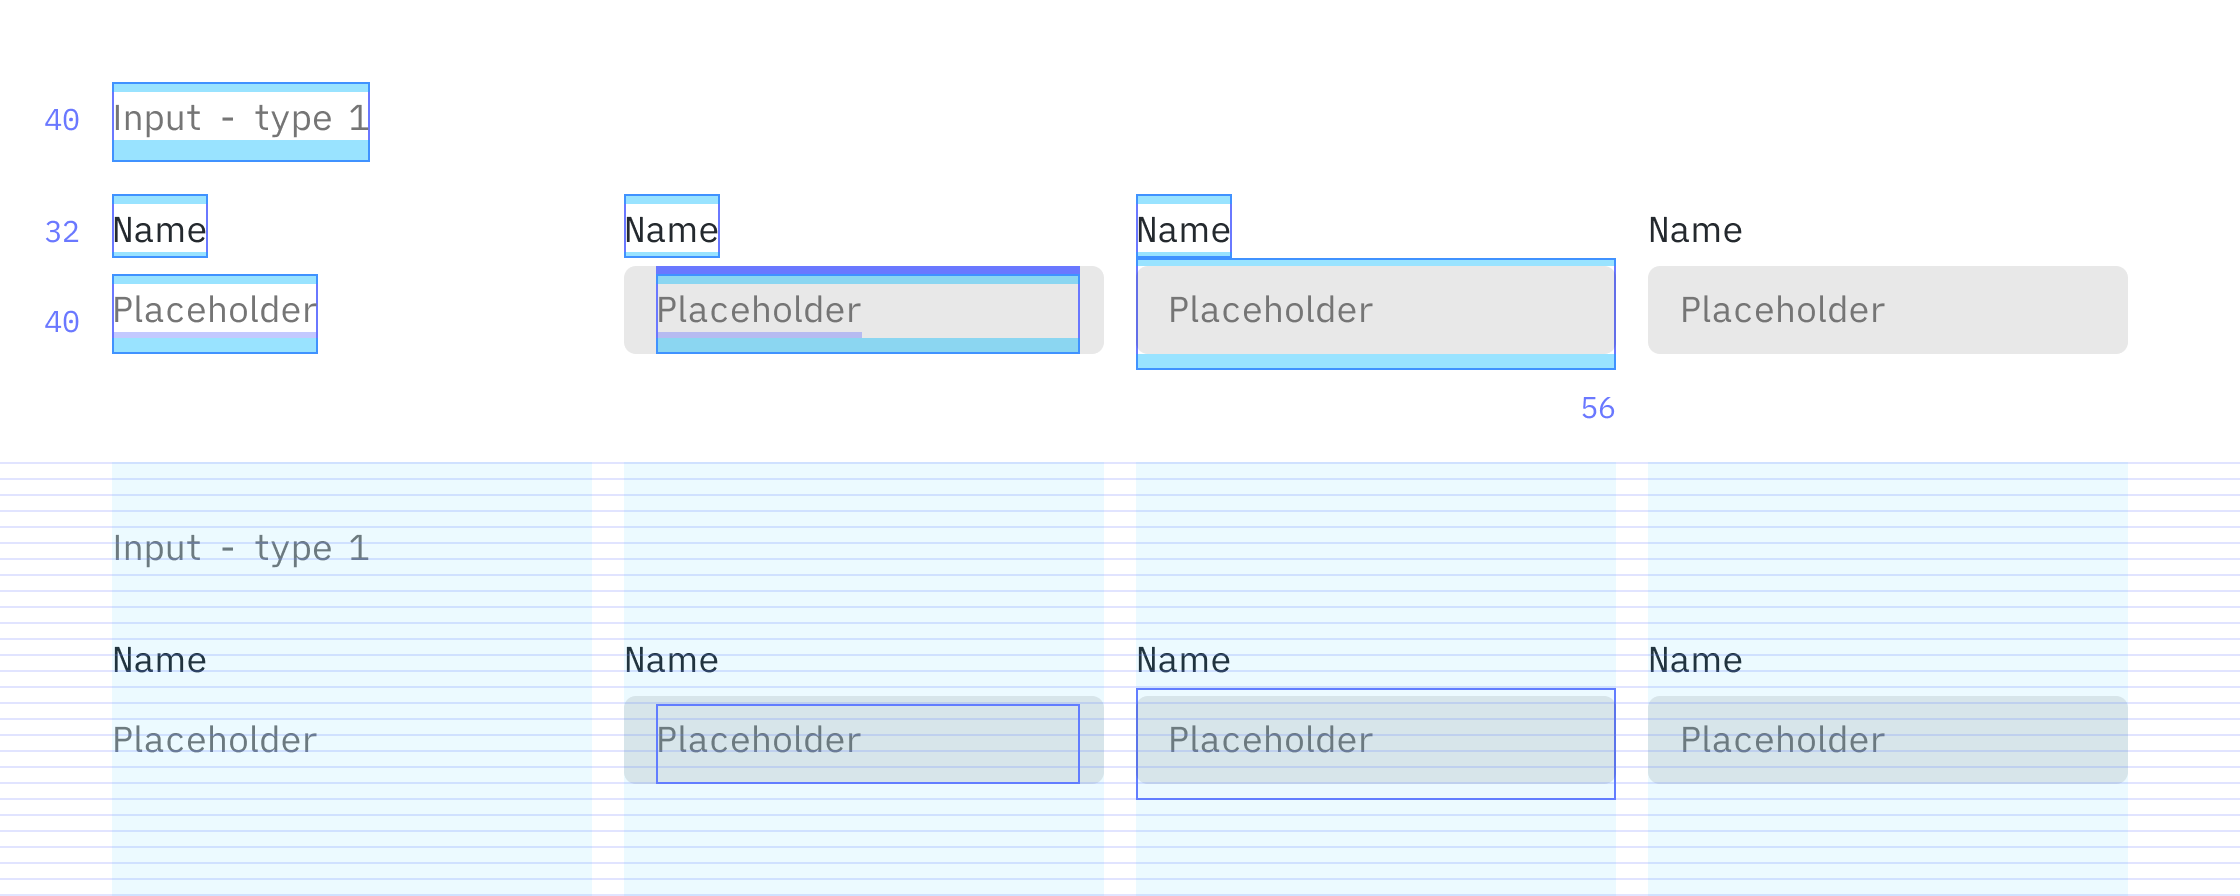 40 Input - type 1
32 Name Name Name Name
40 Placeholder Placeholder Placeholder Placeholder
56
Input - type 1
Name Name Name Name
Placeholder Placeholder Placeholder Placeholder